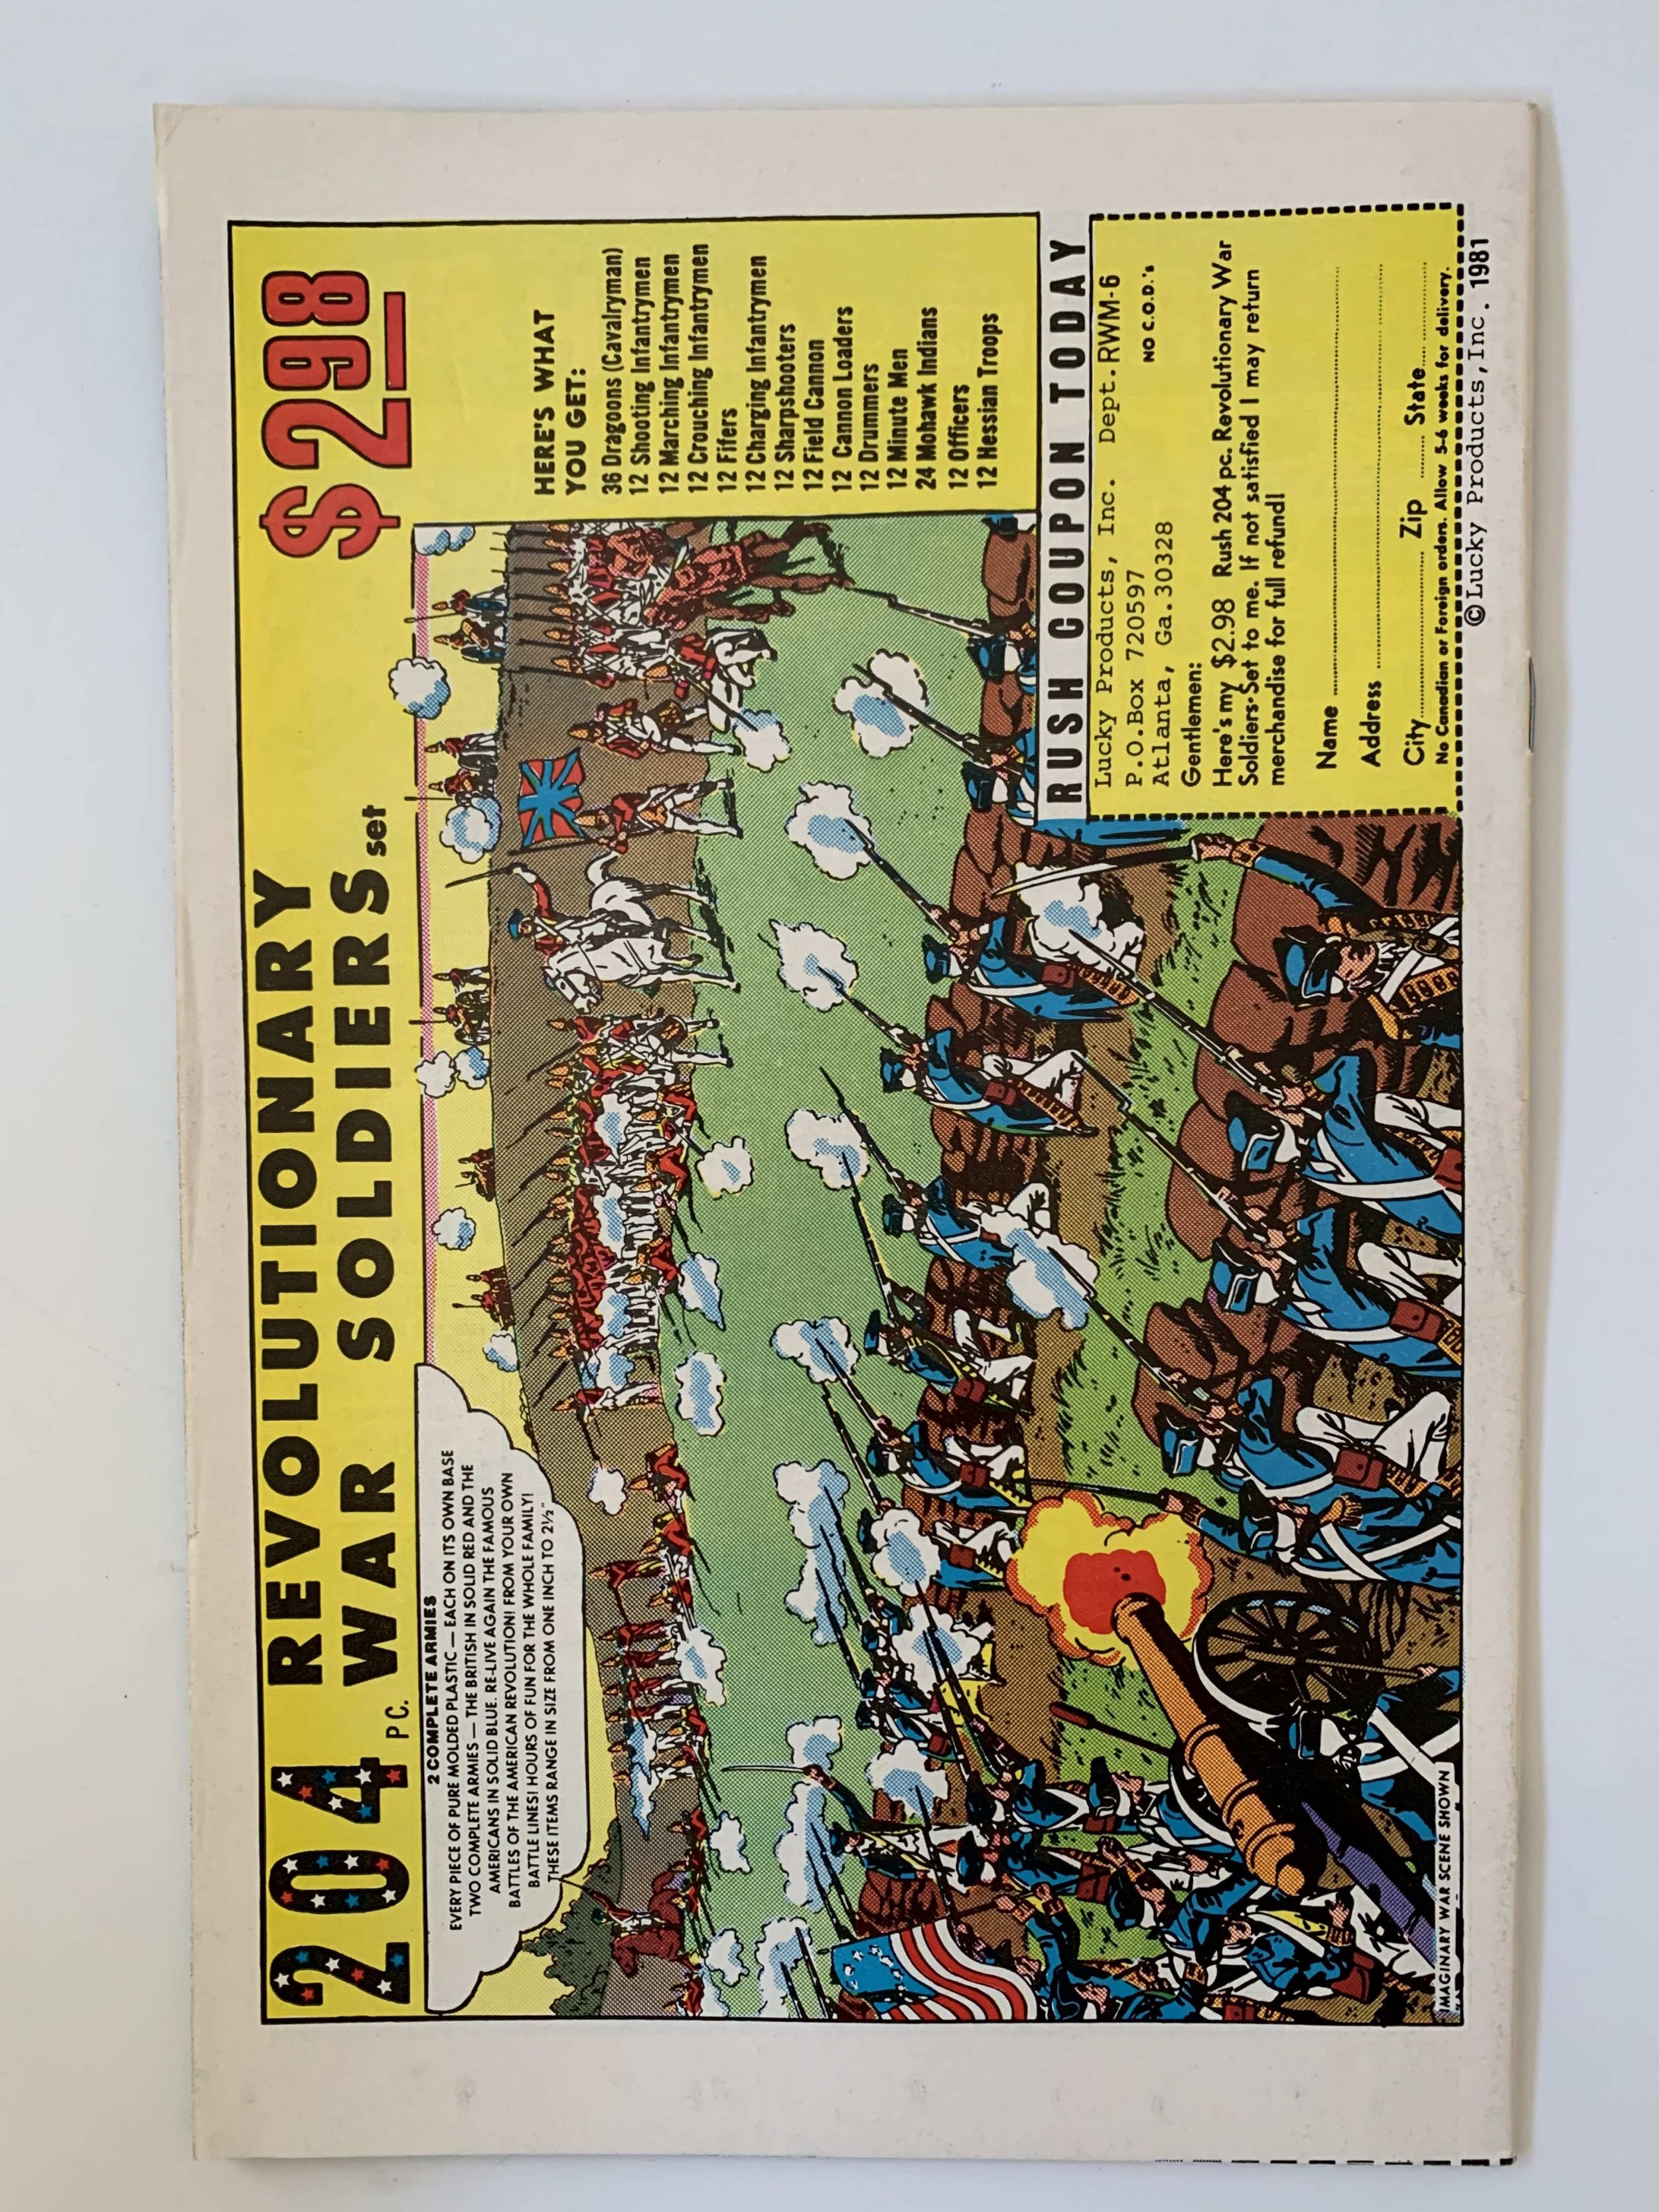 204 PC. REVOLUTIONARY
WAR SOLDIERS set
$2.98
2 COMPLETE ARMIES
EVERY PIECE OF PURE MOLDED PLASTIC — EACH ON ITS OWN BASE
TWO COMPLETE ARMIES — THE BRITISH IN SOLID RED AND THE
AMERICANS IN SOLID BLUE. RE-LIVE AGAIN THE FAMOUS
BATTLES OF THE AMERICAN REVOLUTION! FROM YOUR OWN
BATTLE LINES! HOURS OF FUN FOR THE WHOLE FAMILY!
THESE ITEMS RANGE IN SIZE FROM ONE INCH TO 2½"
HERE'S WHAT
YOU GET:
36 Dragoons (Cavalryman)
12 Shooting Infantrymen
12 Marching Infantrymen
12 Crouching Infantrymen
12 Fifers
12 Charging Infantrymen
12 Sharpshooters
12 Field Cannon
12 Cannon Loaders
12 Drummers
12 Minute Men
24 Mohawk Indians
12 Officers
12 Hessian Troops
RUSH COUPON TODAY
Lucky Products, Inc. Dept.RWM-6
P.O.Box 720597
Atlanta, Ga.30328
NO C.O.D.'s
Gentlemen:
Here's my $2.98 Rush 204 pc. Revolutionary War
Soldiers·Set to me. If not satisfied I may return
merchandise for full refund!
Name
Address
City Zip State
No Canadian or Foreign orders. Allow 5-6 weeks for delivery.
IMAGINARY WAR SCENE SHOWN
©Lucky Products,Inc. 1981